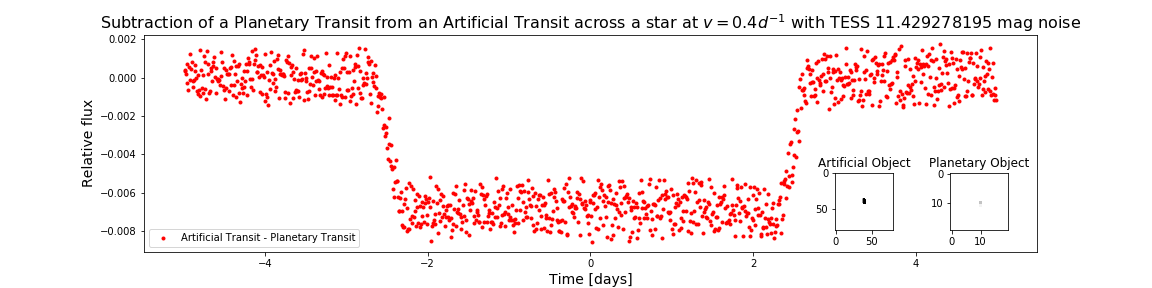 Subtraction of a Planetary Transit from an Artificial Transit across a star at v = 0.4d⁻¹ with TESS 11.429278195 mag noise
Relative flux
0.002
0.000
−0.002
−0.004
−0.006
−0.008
Artificial Transit - Planetary Transit
Artificial Object
0
50
0 50
Planetary Object
0
10
0 10
−4 −2 0 2 4
Time [days]